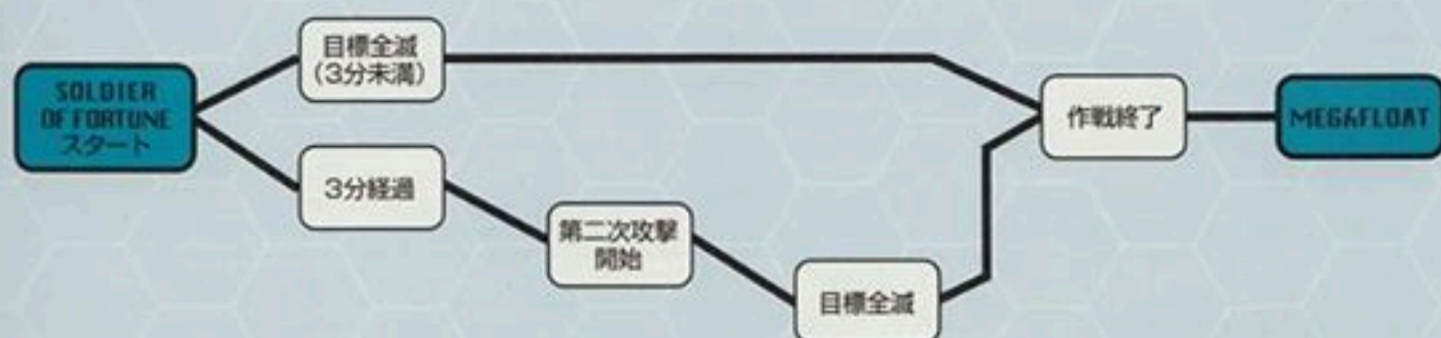 目標全滅
(3分未満)
SOLDIER
OF FORTUNE
スタート
作戦終了
MEGAFLOAT
3分経過
第二次攻撃
開始
目標全滅